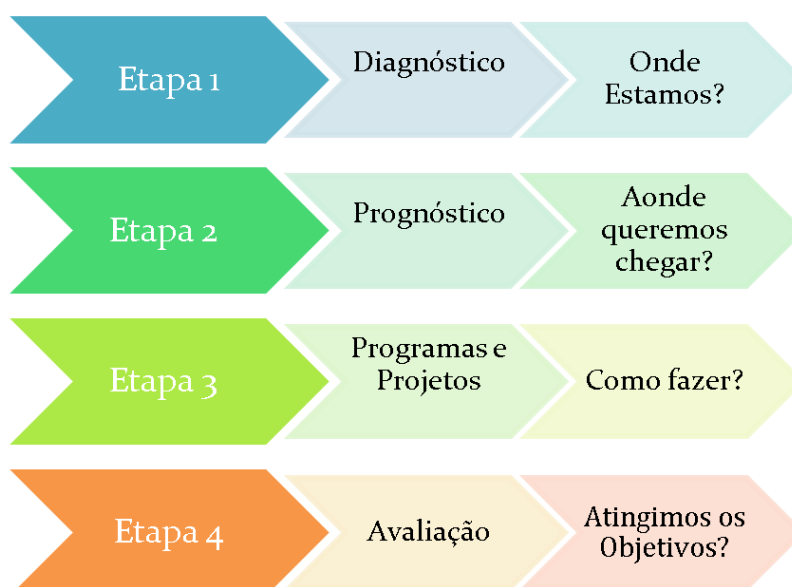 Etapa 1
Diagnóstico
Onde
Estamos?
Etapa 2
Prognóstico
Aonde
queremos
chegar?
Etapa 3
Programas e
Projetos
Como fazer?
Etapa 4
Avaliação
Atingimos os
Objetivos?